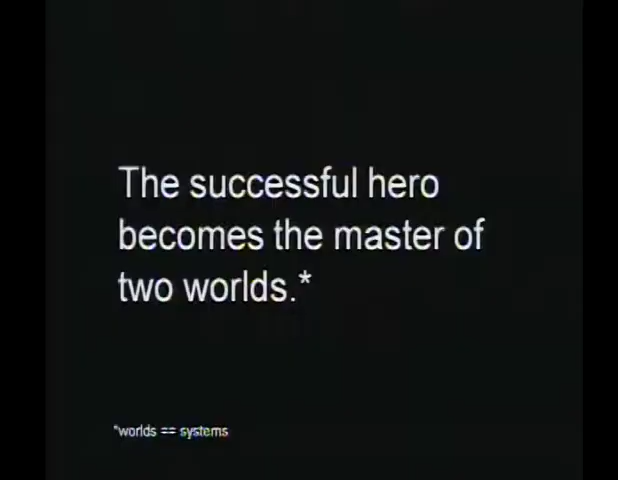 The successful hero
becomes the master of
two worlds.*
*worlds == systems